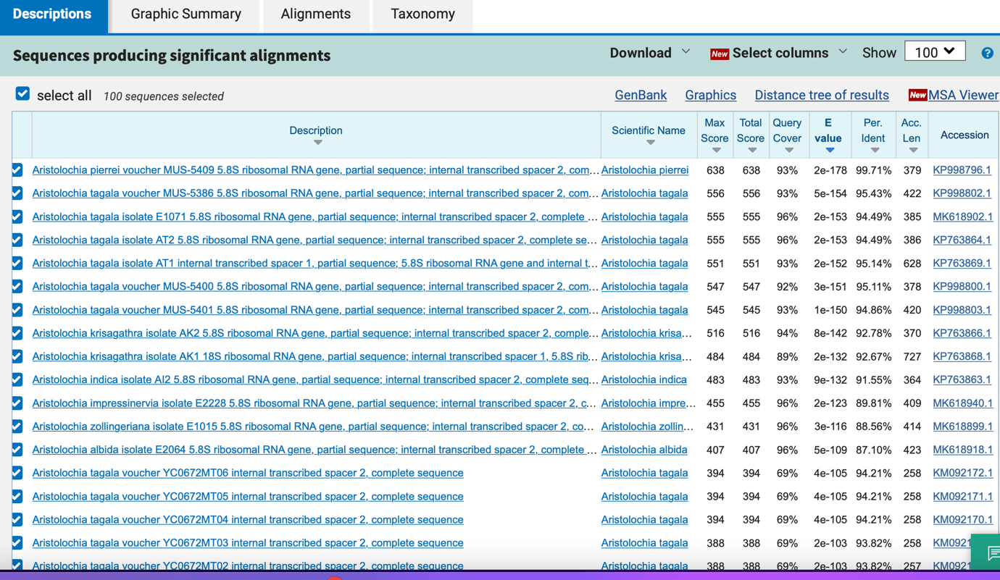 Descriptions Graphic Summary Alignments Taxonomy
Sequences producing significant alignments Download New Select columns Show 100 ?
select all 100 sequences selected GenBank Graphics Distance tree of results New MSA Viewer
Description Scientific Name Max Score Total Score Query Cover E value Per. Ident Acc. Len Accession
Aristolochia pierrei voucher MUS-5409 5.8S ribosomal RNA gene, partial sequence; internal transcribed spacer 2, com... Aristolochia pierrei 638 638 93% 2e-178 99.71% 379 KP998796.1
Aristolochia tagala voucher MUS-5386 5.8S ribosomal RNA gene, partial sequence; internal transcribed spacer 2, com... Aristolochia tagala 556 556 93% 5e-154 95.43% 422 KP998802.1
Aristolochia tagala isolate E1071 5.8S ribosomal RNA gene, partial sequence; internal transcribed spacer 2, complete ... Aristolochia tagala 555 555 96% 2e-153 94.49% 385 MK618902.1
Aristolochia tagala isolate AT2 5.8S ribosomal RNA gene, partial sequence; internal transcribed spacer 2, complete se... Aristolochia tagala 555 555 96% 2e-153 94.49% 386 KP763864.1
Aristolochia tagala isolate AT1 internal transcribed spacer 1, partial sequence; 5.8S ribosomal RNA gene and internal t... Aristolochia tagala 551 551 93% 2e-152 95.14% 628 KP763869.1
Aristolochia tagala voucher MUS-5400 5.8S ribosomal RNA gene, partial sequence; internal transcribed spacer 2, com... Aristolochia tagala 547 547 92% 3e-151 95.11% 378 KP998800.1
Aristolochia tagala voucher MUS-5401 5.8S ribosomal RNA gene, partial sequence; internal transcribed spacer 2, com... Aristolochia tagala 545 545 93% 1e-150 94.86% 420 KP998803.1
Aristolochia krisagathra isolate AK2 5.8S ribosomal RNA gene, partial sequence; internal transcribed spacer 2, comple... Aristolochia krisa... 516 516 94% 8e-142 92.78% 370 KP763866.1
Aristolochia krisagathra isolate AK1 18S ribosomal RNA gene, partial sequence; internal transcribed spacer 1, 5.8S rib... Aristolochia krisa... 484 484 89% 2e-132 92.67% 727 KP763868.1
Aristolochia indica isolate AI2 5.8S ribosomal RNA gene, partial sequence; internal transcribed spacer 2, complete seq... Aristolochia indica 483 483 93% 9e-132 91.55% 364 KP763863.1
Aristolochia impressinervia isolate E2228 5.8S ribosomal RNA gene, partial sequence; internal transcribed spacer 2, c... Aristolochia impre... 455 455 96% 2e-123 89.81% 409 MK618940.1
Aristolochia zollingeriana isolate E1015 5.8S ribosomal RNA gene, partial sequence; internal transcribed spacer 2, co... Aristolochia zollin... 431 431 96% 3e-116 88.56% 414 MK618899.1
Aristolochia albida isolate E2064 5.8S ribosomal RNA gene, partial sequence; internal transcribed spacer 2, complete ... Aristolochia albida 407 407 96% 5e-109 87.10% 423 MK618918.1
Aristolochia tagala voucher YC0672MT06 internal transcribed spacer 2, complete sequence Aristolochia tagala 394 394 69% 4e-105 94.21% 258 KM092172.1
Aristolochia tagala voucher YC0672MT05 internal transcribed spacer 2, complete sequence Aristolochia tagala 394 394 69% 4e-105 94.21% 258 KM092171.1
Aristolochia tagala voucher YC0672MT04 internal transcribed spacer 2, complete sequence Aristolochia tagala 394 394 69% 4e-105 94.21% 258 KM092170.1
Aristolochia tagala voucher YC0672MT03 internal transcribed spacer 2, complete sequence Aristolochia tagala 388 388 69% 2e-103 93.82% 258 KM0921
Aristolochia tagala voucher YC0672MT02 internal transcribed spacer 2, complete sequence Aristolochia tagala 388 388 69% 2e-103 93.82% 257 KM0921